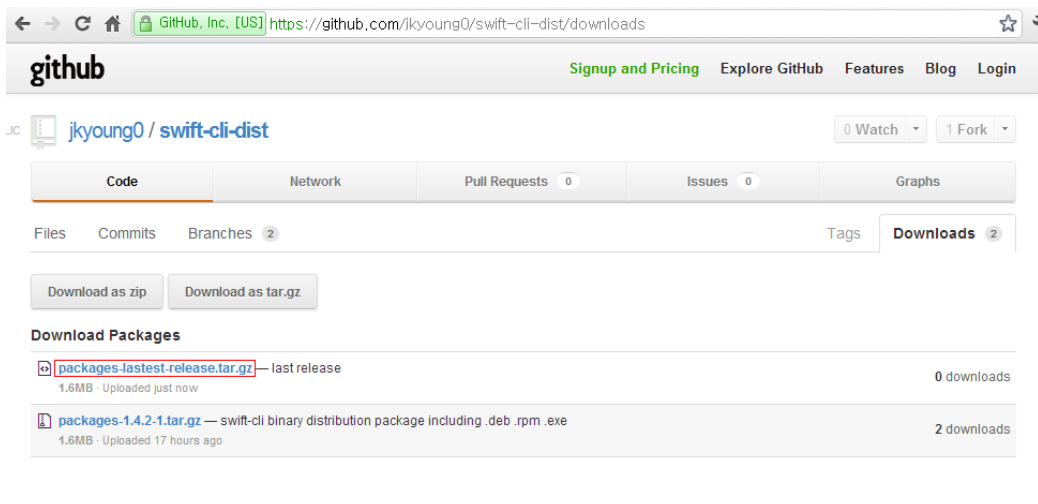 GitHub, Inc. [US] https://github.com/jkyoung0/swift-cli-dist/downloads
github
Signup and Pricing Explore GitHub Features Blog Login
jkyoung0 / swift-cli-dist
0 Watch 1 Fork
Code Network Pull Requests 0 Issues 0 Graphs
Files Commits Branches 2 Tags Downloads 2
Download as zip Download as tar.gz
Download Packages
packages-lastest-release.tar.gz — last release
0 downloads
1.6MB · Uploaded just now
packages-1.4.2-1.tar.gz — swift-cli binary distribution package including .deb .rpm .exe
2 downloads
1.6MB · Uploaded 17 hours ago